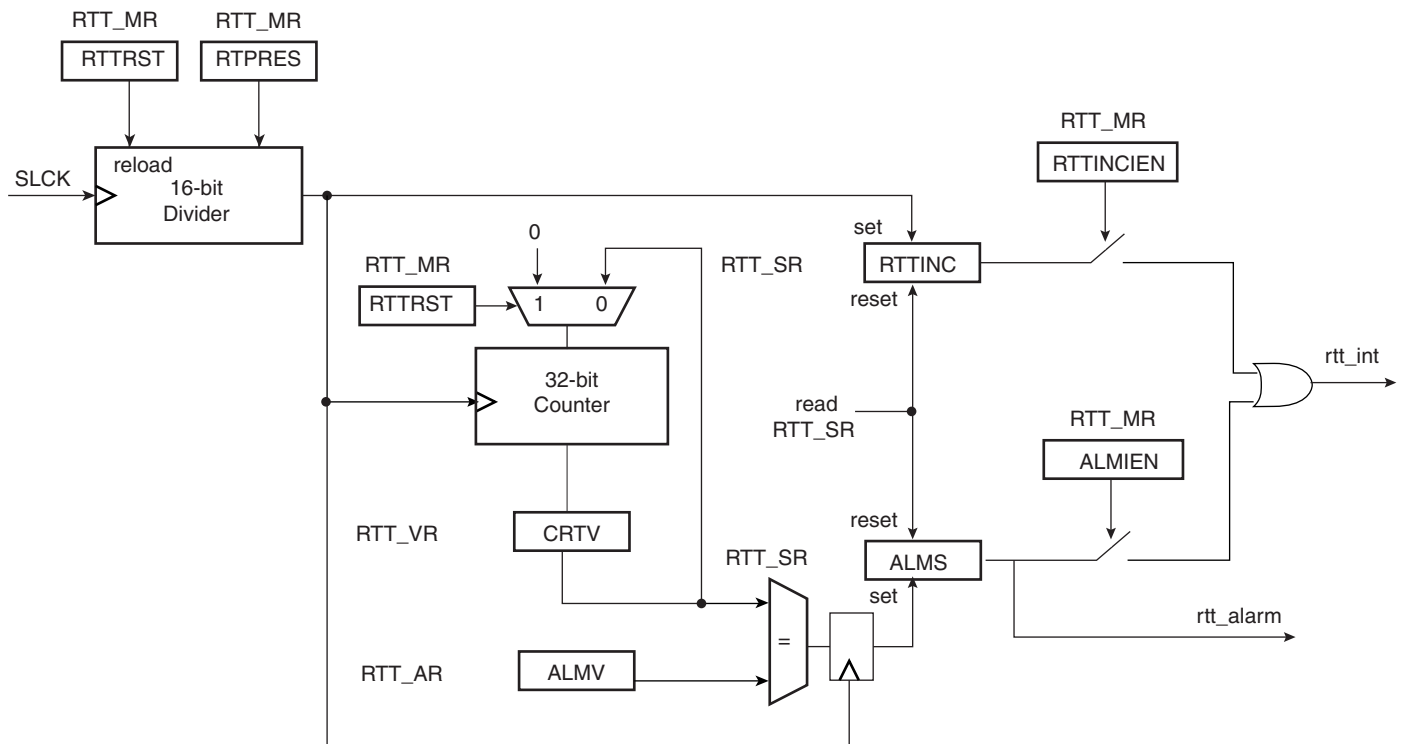 RTT_MR
RTT_MR
RTTRST
RTPRES
RTT_MR
reload
RTTINCIEN
SLCK
16-bit
Divider
set
0
RTT_MR
RTT_SR
RTTINC
RTTRST
1
0
reset
32-bit
Counter
rtt_int
read
RTT_SR
RTT_MR
ALMIEN
reset
RTT_VR
CRTV
RTT_SR
ALMS
set
rtt_alarm
=
RTT_AR
ALMV